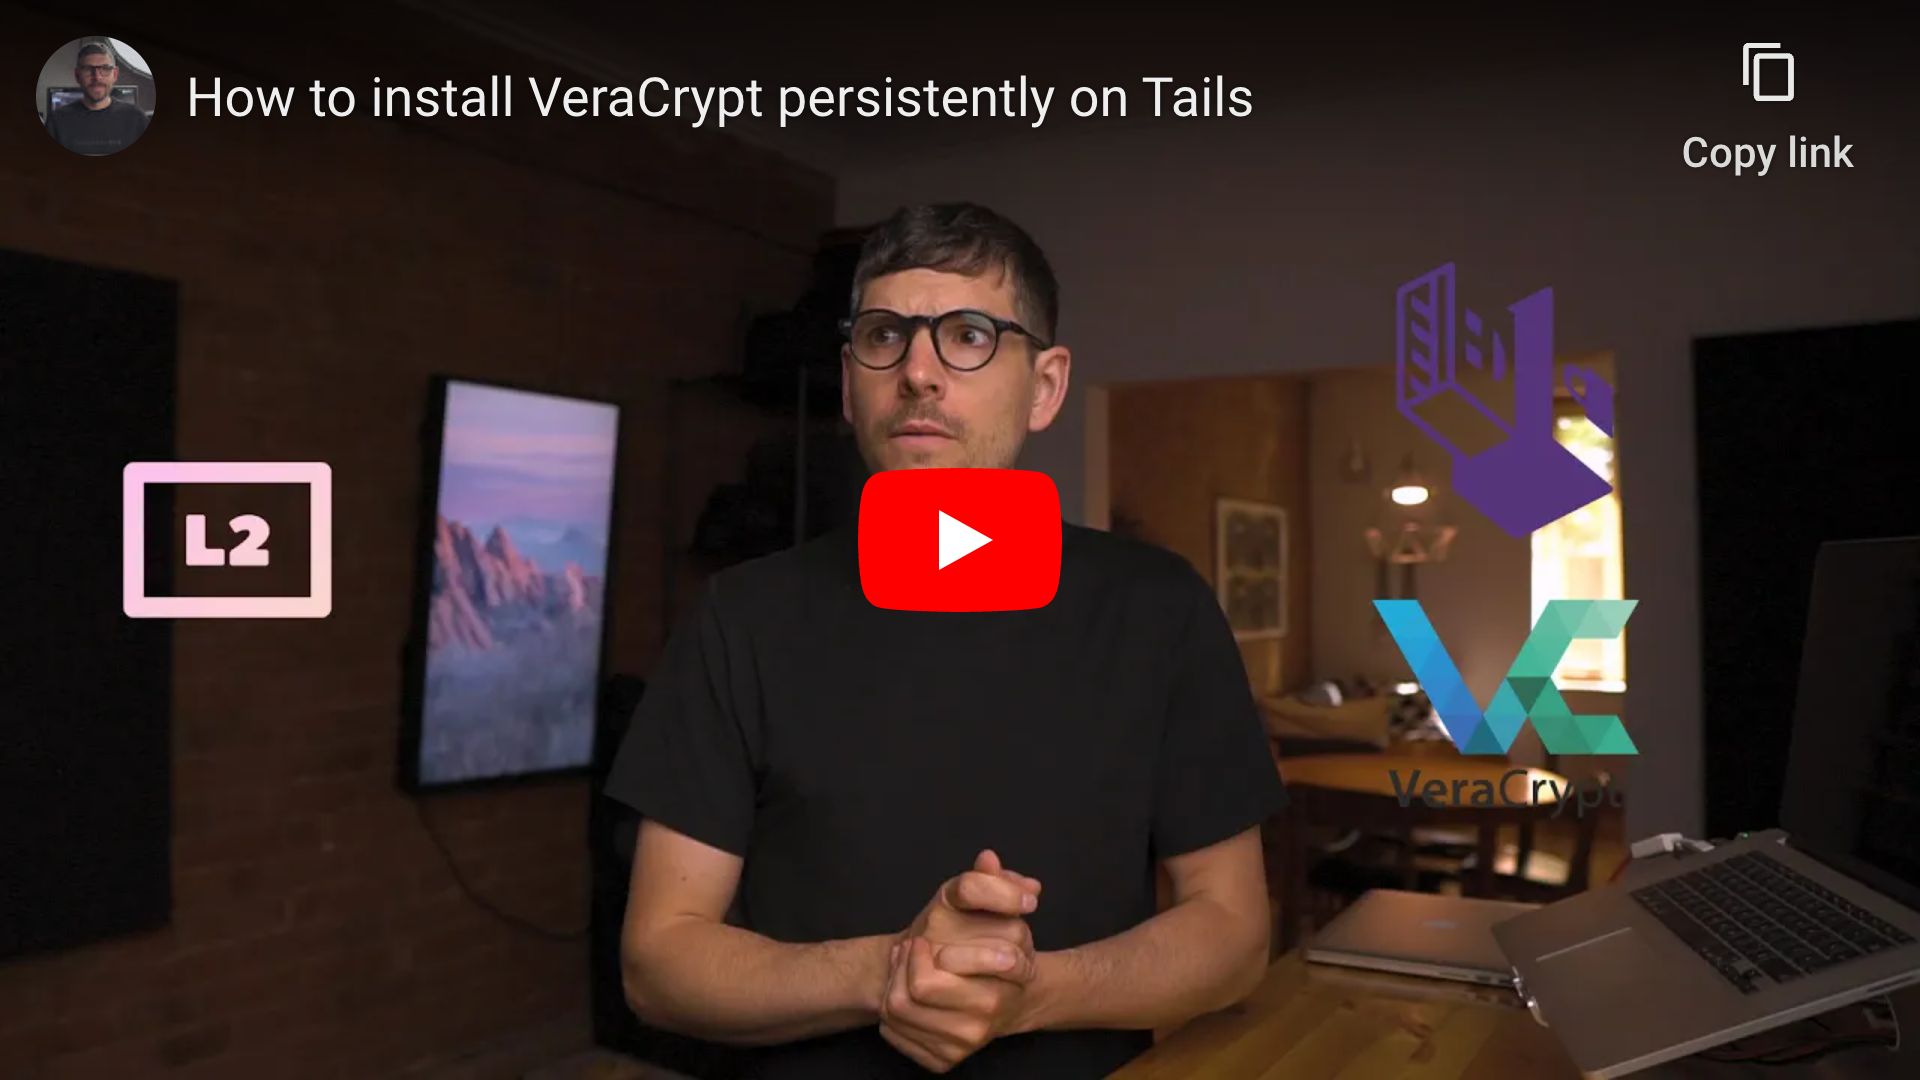 How to install VeraCrypt persistently on Tails
Copy link
L2
VeraCrypt